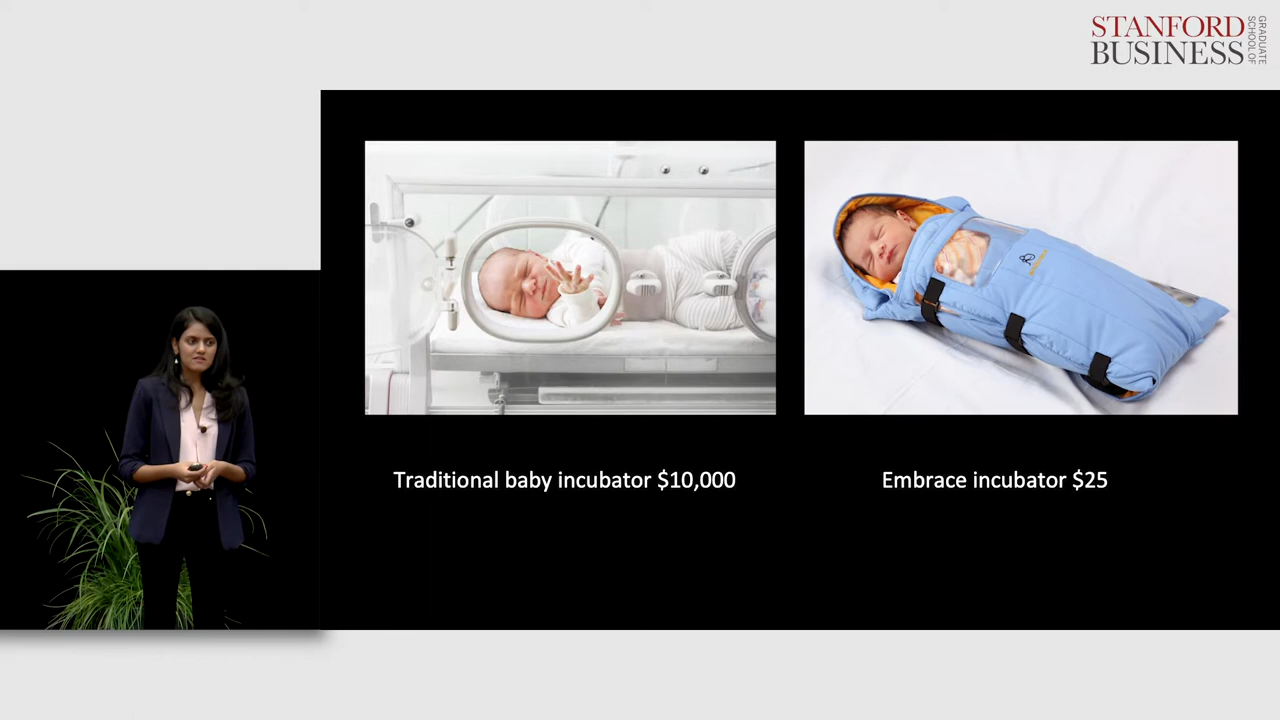 STANFORD
BUSINESS
GRADUATE
SCHOOL OF
Traditional baby incubator $10,000
Embrace incubator $25